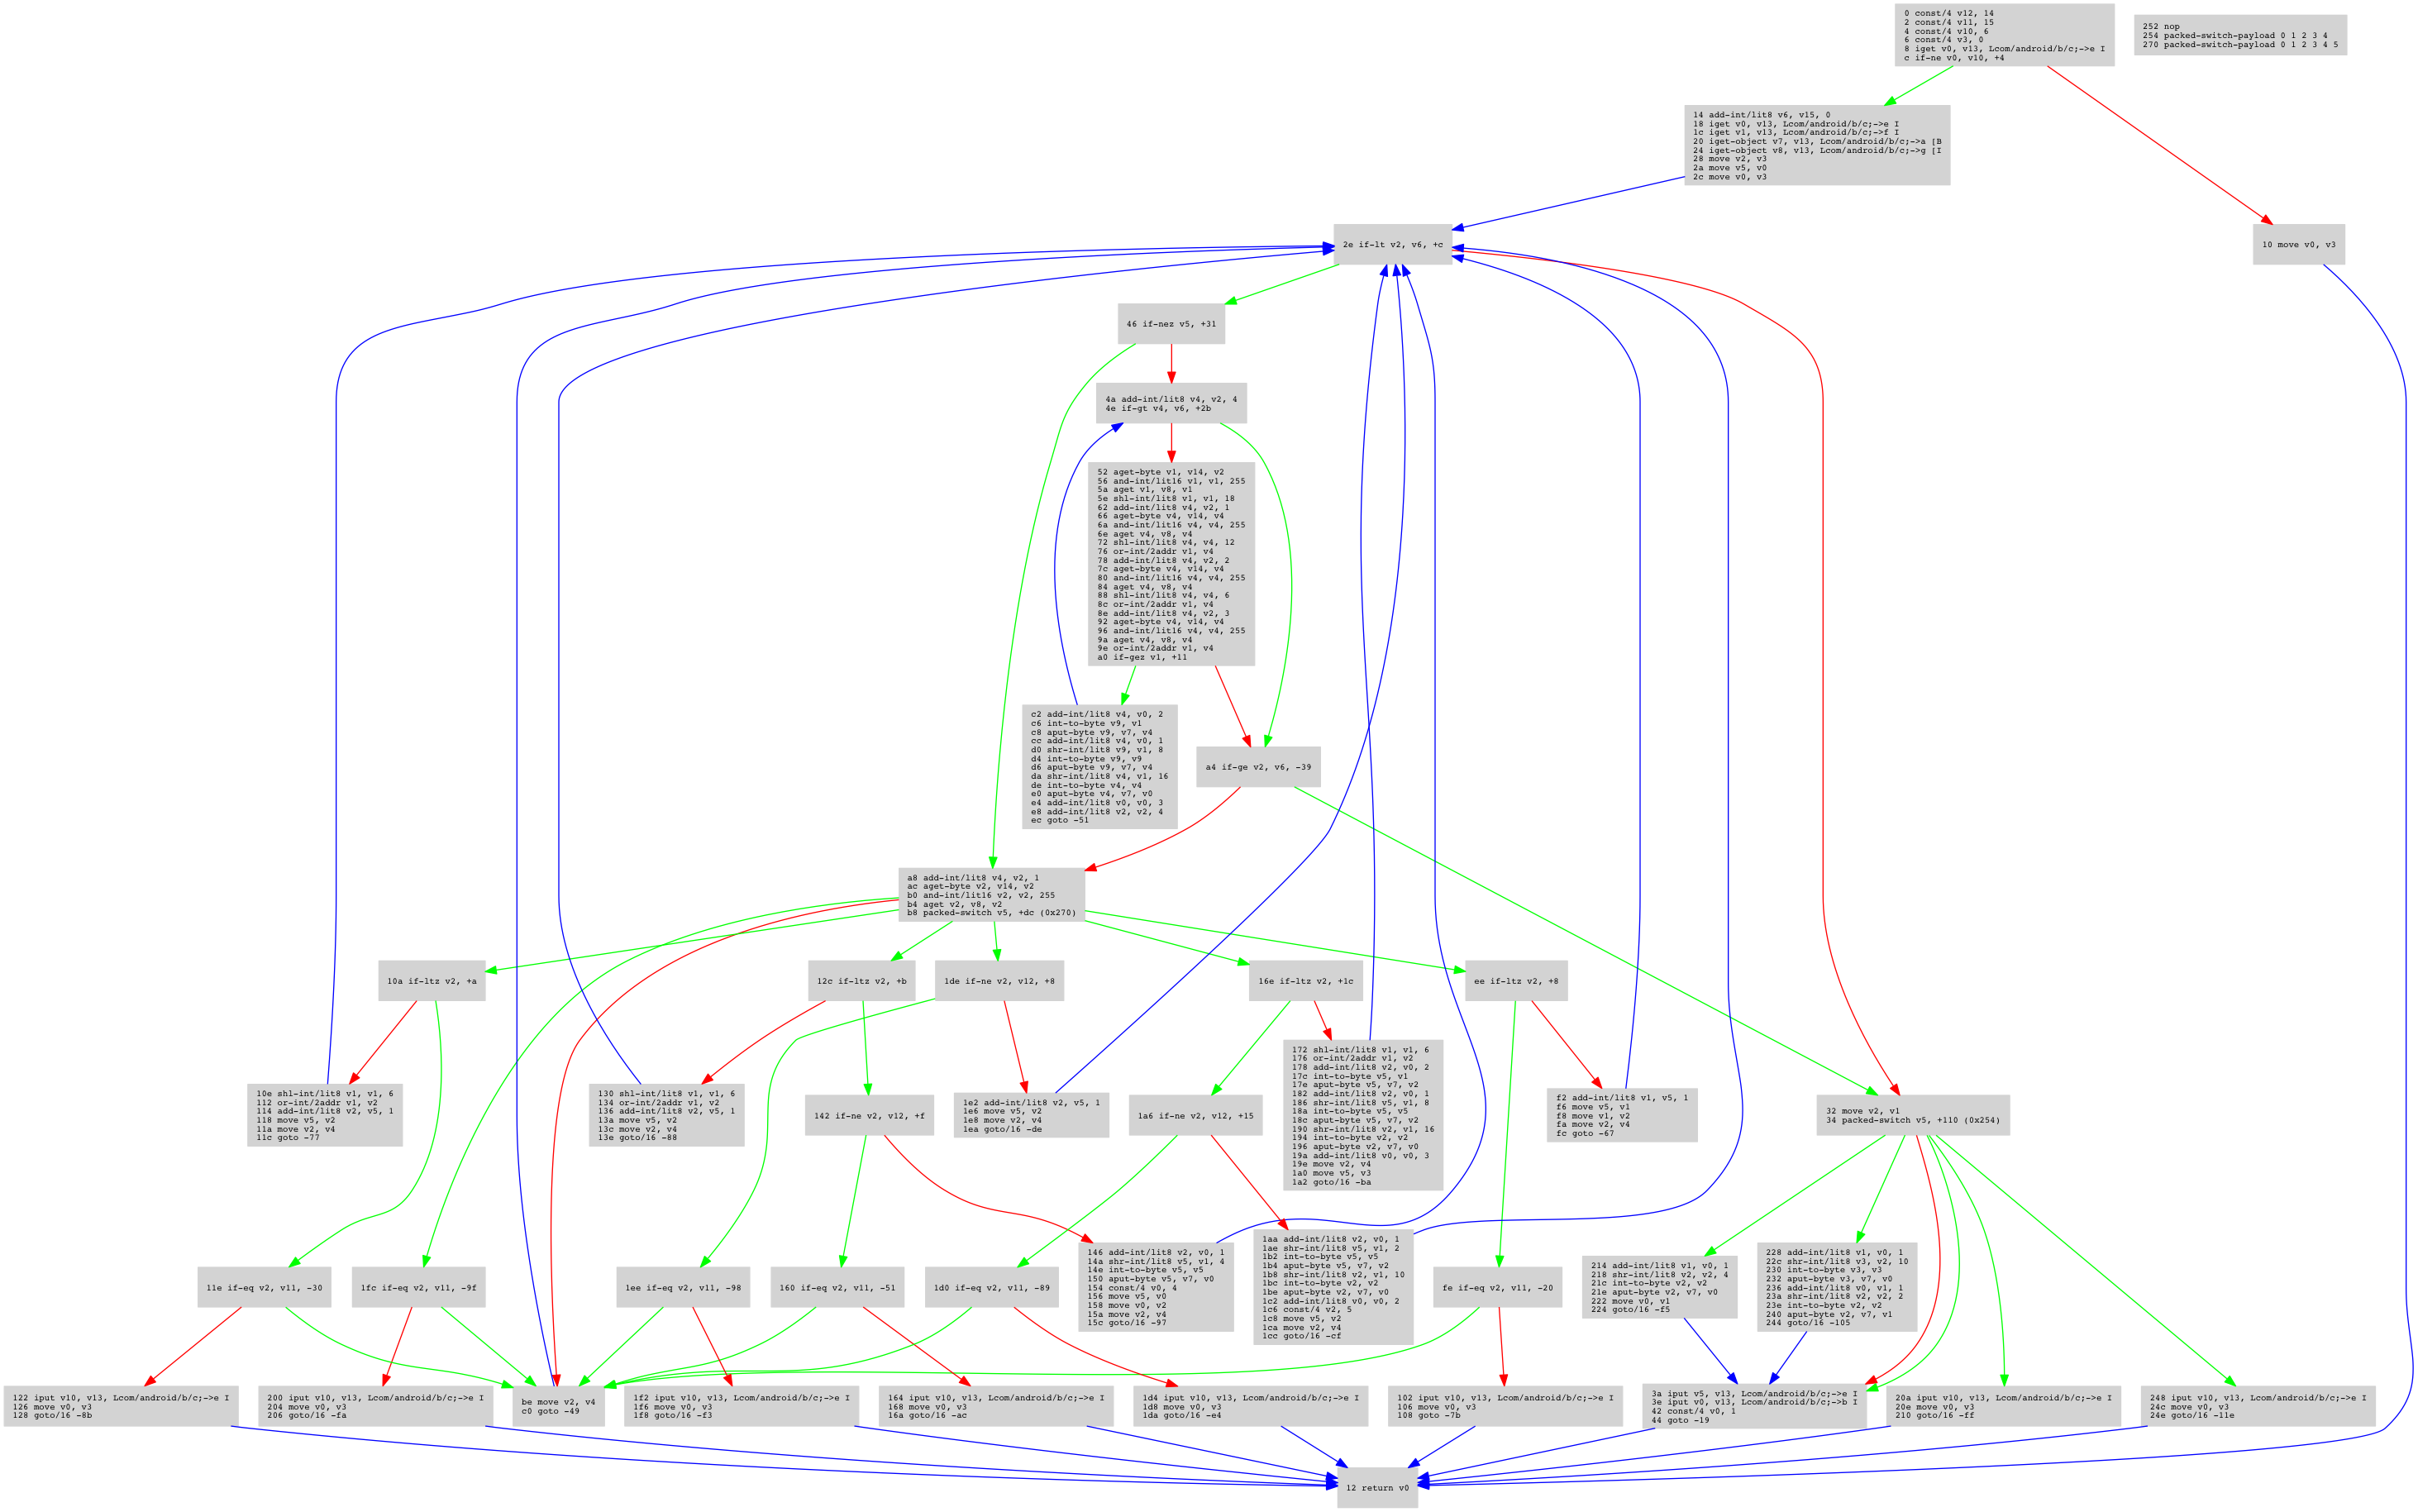 0 const/4 v12, 14
2 const/4 v11, 15
4 const/4 v10, 6
6 const/4 v3, 0
8 iget v0, v13, Lcom/android/b/c;->e I
c if-ne v0, v10, +4
252 nop
254 packed-switch-payload 0 1 2 3 4
270 packed-switch-payload 0 1 2 3 4 5
14 add-int/lit8 v6, v15, 0
18 iget v0, v13, Lcom/android/b/c;->e I
1c iget v1, v13, Lcom/android/b/c;->f I
20 iget-object v7, v13, Lcom/android/b/c;->a [B
24 iget-object v8, v13, Lcom/android/b/c;->g [I
28 move v2, v3
2a move v5, v0
2c move v0, v3
2e if-lt v2, v6, +c
10 move v0, v3
46 if-nez v5, +31
4a add-int/lit8 v4, v2, 4
4e if-gt v4, v6, +2b
52 aget-byte v1, v14, v2
56 and-int/lit16 v1, v1, 255
5a aget v1, v8, v1
5e shl-int/lit8 v1, v1, 18
62 add-int/lit8 v4, v2, 1
66 aget-byte v4, v14, v4
6a and-int/lit16 v4, v4, 255
6e aget v4, v8, v4
72 shl-int/lit8 v4, v4, 12
76 or-int/2addr v1, v4
78 add-int/lit8 v4, v2, 2
7c aget-byte v4, v14, v4
80 and-int/lit16 v4, v4, 255
84 aget v4, v8, v4
88 shl-int/lit8 v4, v4, 6
8c or-int/2addr v1, v4
8e add-int/lit8 v4, v2, 3
92 aget-byte v4, v14, v4
96 and-int/lit16 v4, v4, 255
9a aget v4, v8, v4
9e or-int/2addr v1, v4
a0 if-gez v1, +11
c2 add-int/lit8 v4, v0, 2
c6 int-to-byte v9, v1
c8 aput-byte v9, v7, v4
cc add-int/lit8 v4, v0, 1
d0 shr-int/lit8 v9, v1, 8
d4 int-to-byte v9, v9
d6 aput-byte v9, v7, v4
da shr-int/lit8 v4, v1, 16
de int-to-byte v4, v4
e0 aput-byte v4, v7, v0
e4 add-int/lit8 v0, v0, 3
e8 add-int/lit8 v2, v2, 4
ec goto -51
a4 if-ge v2, v6, -39
a8 add-int/lit8 v4, v2, 1
ac aget-byte v2, v14, v2
b0 and-int/lit16 v2, v2, 255
b4 aget v2, v8, v2
b8 packed-switch v5, +dc (0x270)
10a if-ltz v2, +a
12c if-ltz v2, +b
1de if-ne v2, v12, +8
16e if-ltz v2, +1c
ee if-ltz v2, +8
10e shl-int/lit8 v1, v1, 6
112 or-int/2addr v1, v2
114 add-int/lit8 v2, v5, 1
118 move v5, v2
11a move v2, v4
11c goto -77
130 shl-int/lit8 v1, v1, 6
134 or-int/2addr v1, v2
136 add-int/lit8 v2, v5, 1
13a move v5, v2
13c move v2, v4
13e goto/16 -88
142 if-ne v2, v12, +f
1e2 add-int/lit8 v2, v5, 1
1e6 move v5, v2
1e8 move v2, v4
1ea goto/16 -de
1a6 if-ne v2, v12, +15
172 shl-int/lit8 v1, v1, 6
176 or-int/2addr v1, v2
178 add-int/lit8 v2, v0, 2
17c int-to-byte v5, v1
17e aput-byte v5, v7, v2
182 add-int/lit8 v2, v0, 1
186 shr-int/lit8 v5, v1, 8
18a int-to-byte v5, v5
18c aput-byte v5, v7, v2
190 shr-int/lit8 v2, v1, 16
194 int-to-byte v2, v2
196 aput-byte v2, v7, v0
19a add-int/lit8 v0, v0, 3
19e move v2, v4
1a0 move v5, v3
1a2 goto/16 -ba
f2 add-int/lit8 v1, v5, 1
f6 move v5, v1
f8 move v1, v2
fa move v2, v4
fc goto -67
32 move v2, v1
34 packed-switch v5, +110 (0x254)
11e if-eq v2, v11, -30
1fc if-eq v2, v11, -9f
1ee if-eq v2, v11, -98
160 if-eq v2, v11, -51
146 add-int/lit8 v2, v0, 1
14a shr-int/lit8 v5, v1, 4
14e int-to-byte v5, v5
150 aput-byte v5, v7, v0
154 const/4 v0, 4
156 move v5, v0
158 move v0, v2
15a move v2, v4
15c goto/16 -97
1d0 if-eq v2, v11, -89
1aa add-int/lit8 v2, v0, 1
1ae shr-int/lit8 v5, v1, 2
1b2 int-to-byte v5, v5
1b4 aput-byte v5, v7, v2
1b8 shr-int/lit8 v2, v1, 10
1bc int-to-byte v2, v2
1be aput-byte v2, v7, v0
1c2 add-int/lit8 v0, v0, 2
1c6 const/4 v2, 5
1c8 move v5, v2
1ca move v2, v4
1cc goto/16 -cf
fe if-eq v2, v11, -20
214 add-int/lit8 v1, v0, 1
218 shr-int/lit8 v2, v2, 4
21c int-to-byte v2, v2
21e aput-byte v2, v7, v0
222 move v0, v1
224 goto/16 -f5
228 add-int/lit8 v1, v0, 1
22c shr-int/lit8 v3, v2, 10
230 int-to-byte v3, v3
232 aput-byte v3, v7, v0
236 add-int/lit8 v0, v1, 1
23a shr-int/lit8 v2, v2, 2
23e int-to-byte v2, v2
240 aput-byte v2, v7, v1
244 goto/16 -105
122 iput v10, v13, Lcom/android/b/c;->e I
126 move v0, v3
128 goto/16 -8b
200 iput v10, v13, Lcom/android/b/c;->e I
204 move v0, v3
206 goto/16 -fa
be move v2, v4
c0 goto -49
1f2 iput v10, v13, Lcom/android/b/c;->e I
1f6 move v0, v3
1f8 goto/16 -f3
164 iput v10, v13, Lcom/android/b/c;->e I
168 move v0, v3
16a goto/16 -ac
1d4 iput v10, v13, Lcom/android/b/c;->e I
1d8 move v0, v3
1da goto/16 -e4
102 iput v10, v13, Lcom/android/b/c;->e I
106 move v0, v3
108 goto -7b
3a iput v5, v13, Lcom/android/b/c;->e I
3e iput v0, v13, Lcom/android/b/c;->b I
42 const/4 v0, 1
44 goto -19
20a iput v10, v13, Lcom/android/b/c;->e I
20e move v0, v3
210 goto/16 -ff
248 iput v10, v13, Lcom/android/b/c;->e I
24c move v0, v3
24e goto/16 -11e
12 return v0